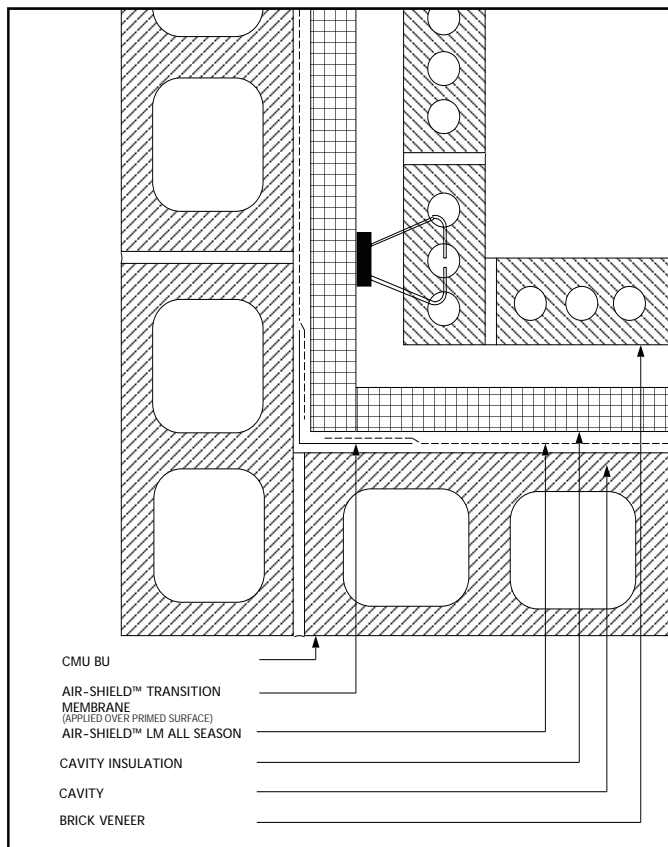 CMU BU
AIR-SHIELD™ TRANSITION
MEMBRANE
(APPLIED OVER PRIMED SURFACE)
AIR-SHIELD™ LM ALL SEASON
CAVITY INSULATION
CAVITY
BRICK VENEER